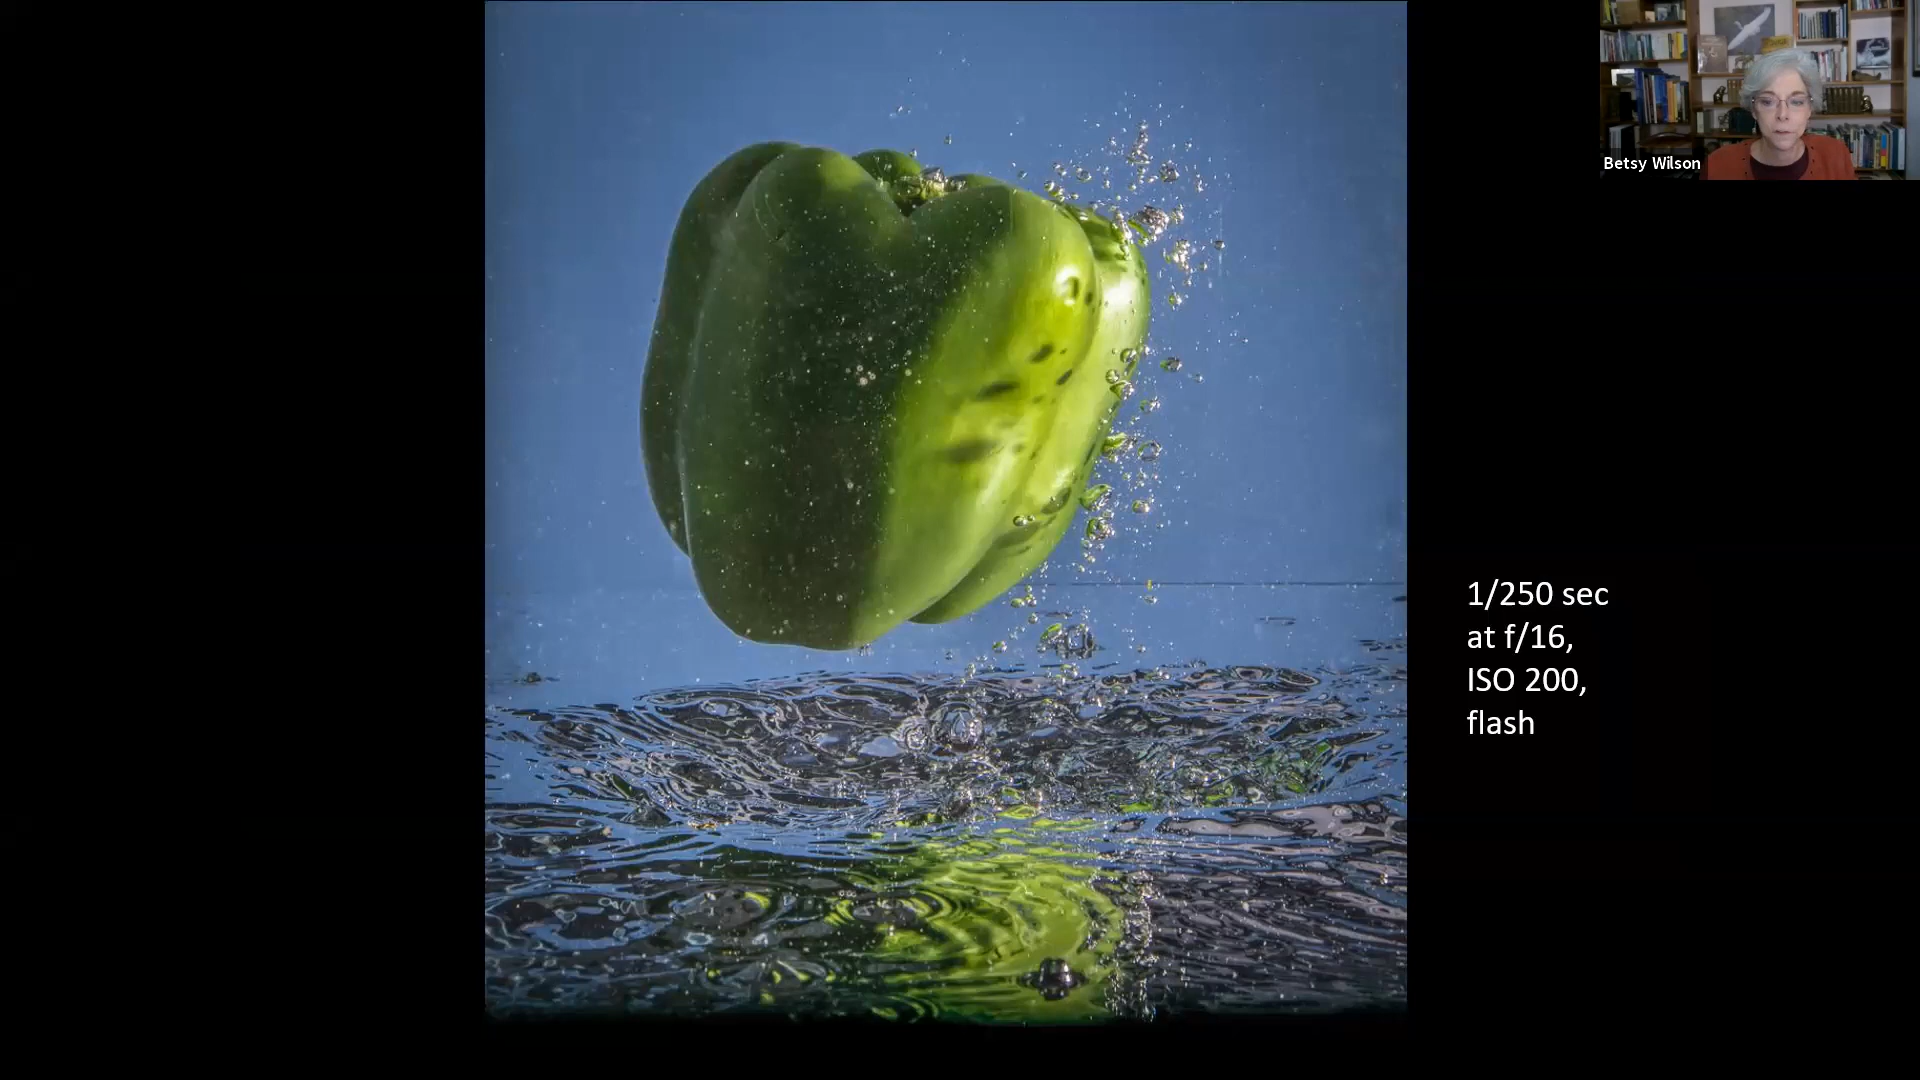 Betsy Wilson
1/250 sec
at f/16,
ISO 200,
flash